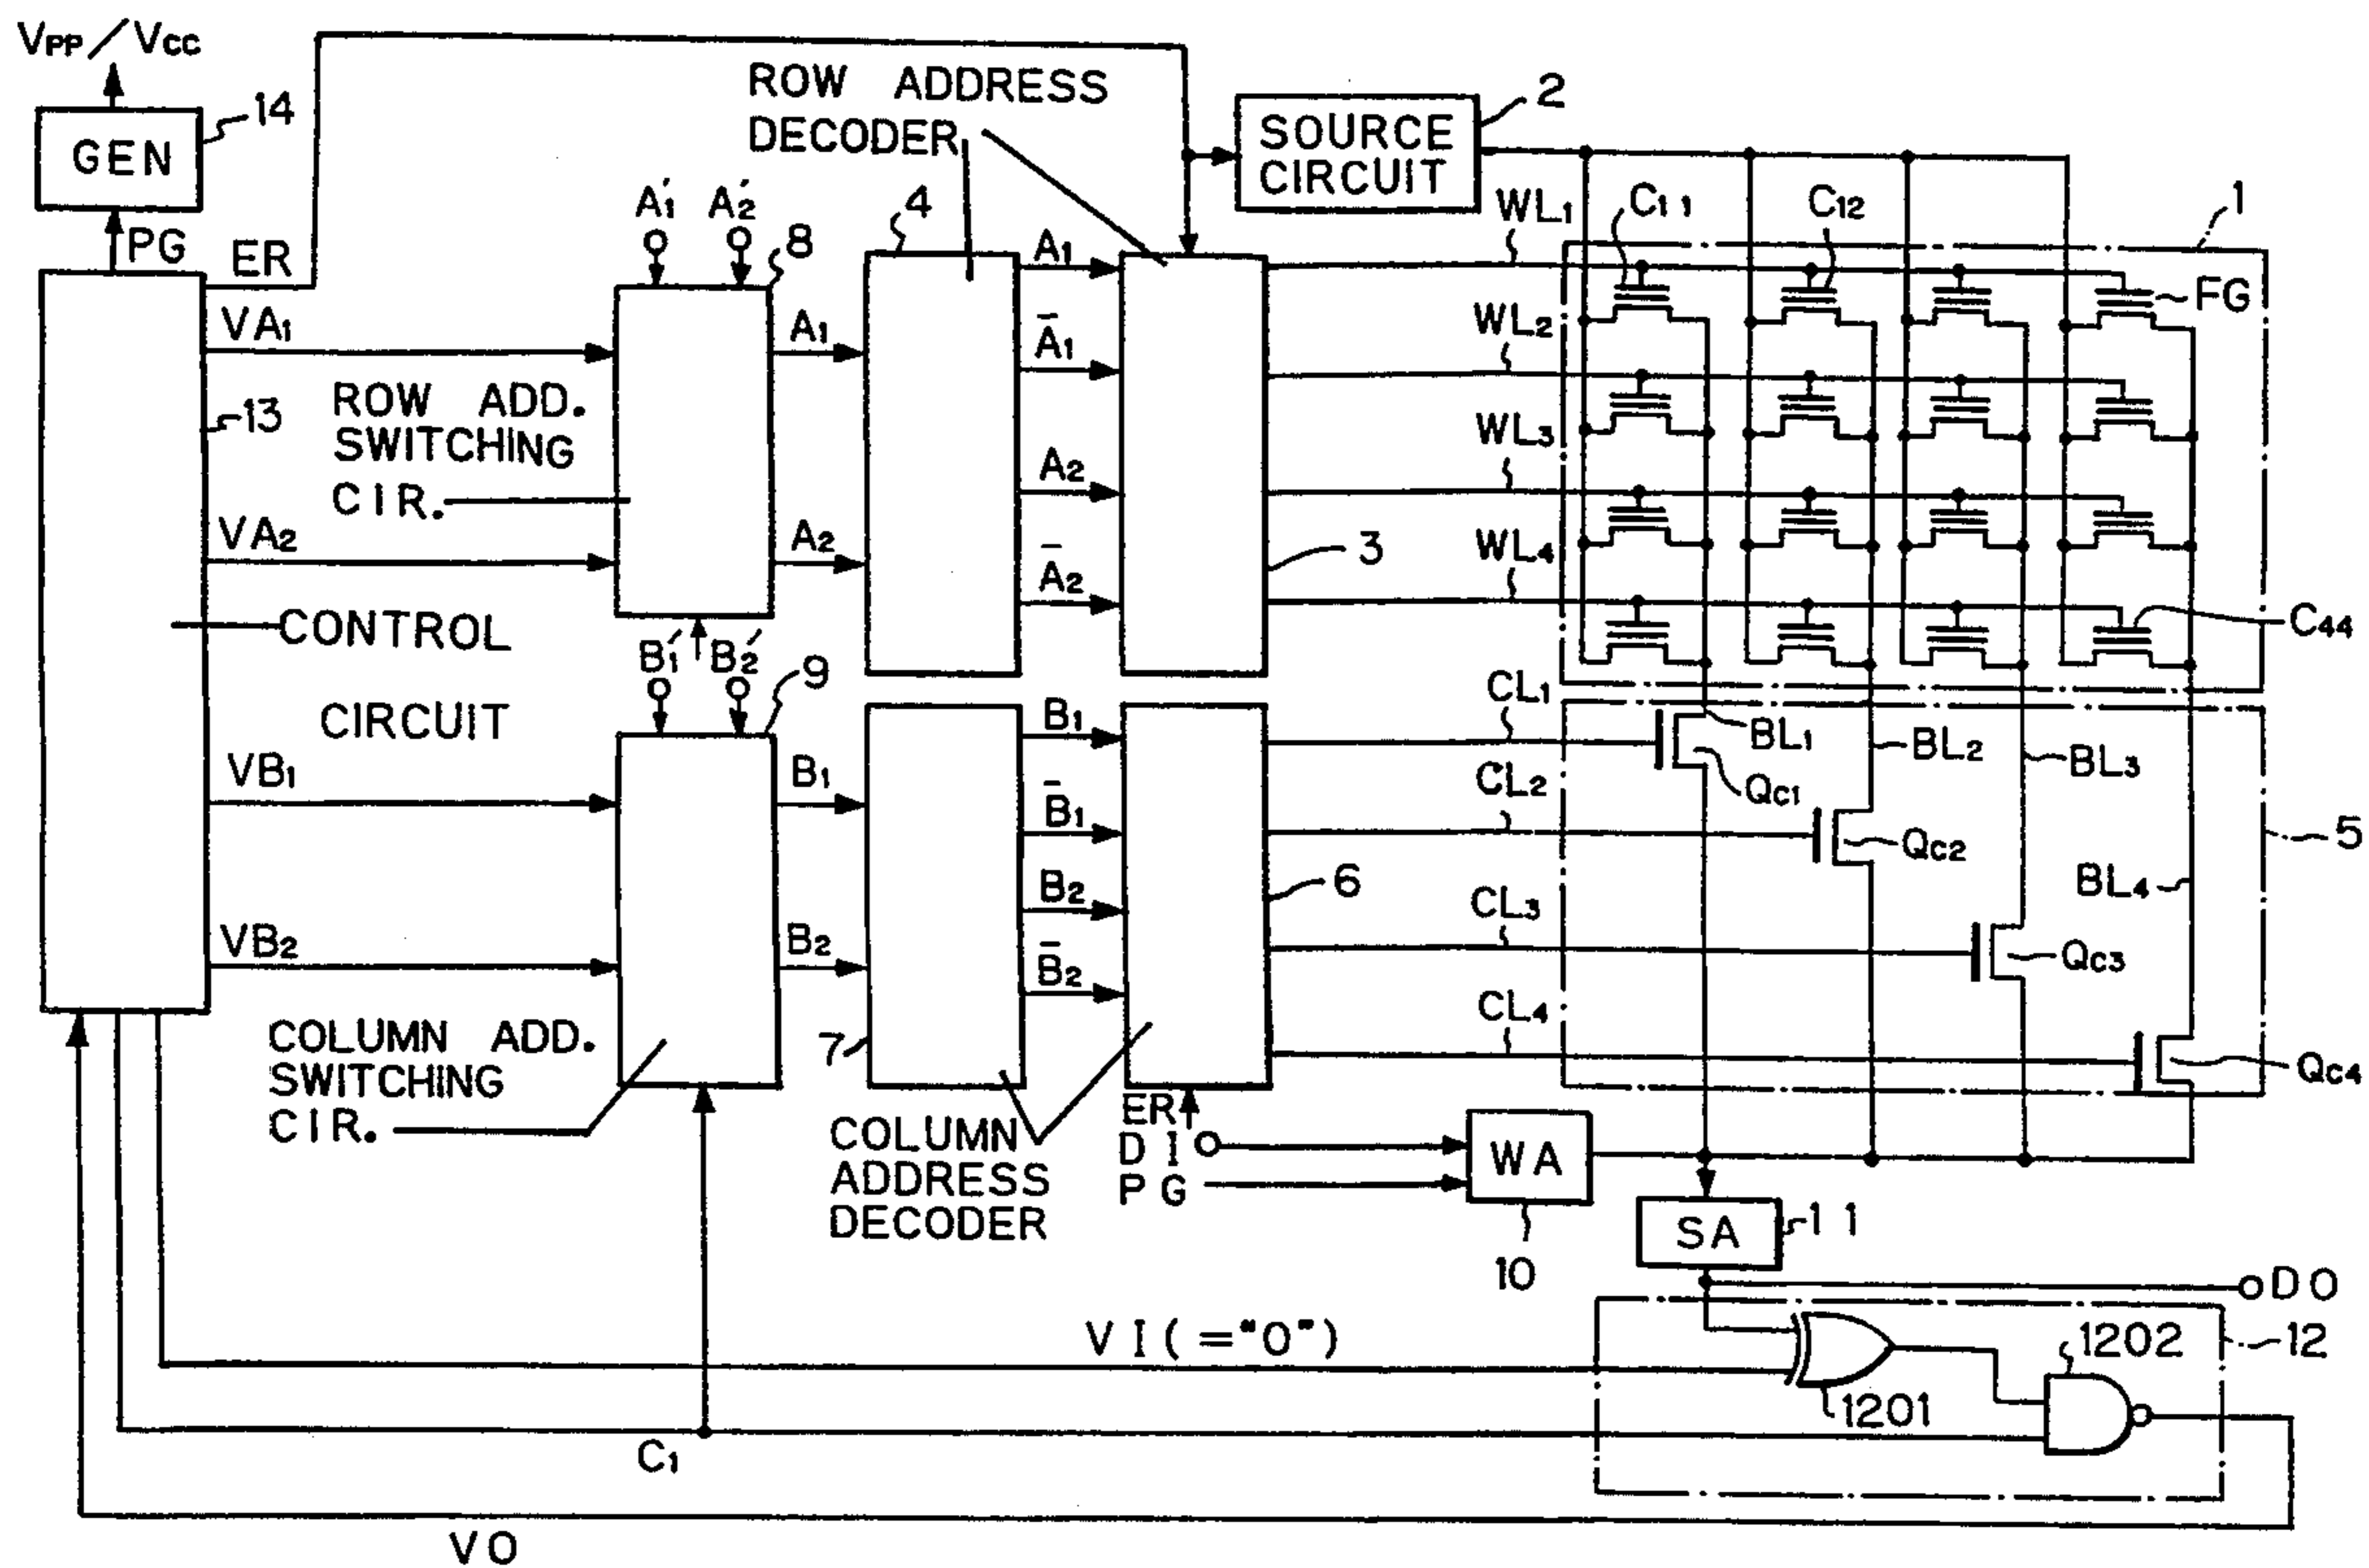 VPP/VCC
GEN
14
PG
ER
ROW ADDRESS
DECODER
SOURCE
CIRCUIT
2
A1' A2'
8
4
A1
A̅1
A2
A̅2
3
WL1
WL2
WL3
WL4
C11
C12
1
FG
C44
VA1
13
ROW ADD.
SWITCHING
CIR.
VA2
A1
A2
CONTROL
CIRCUIT
B1' B2'
9
VB1
VB2
B1
B2
COLUMN ADD.
SWITCHING
CIR.
7
B1
B̅1
B2
B̅2
6
COLUMN
ADDRESS
DECODER
CL1
CL2
CL3
CL4
BL1
BL2
BL3
BL4
QC1
QC2
QC3
QC4
5
ER
DI
PG
WA
10
SA
11
DO
VI(="0")
1201
1202
12
C1
VO